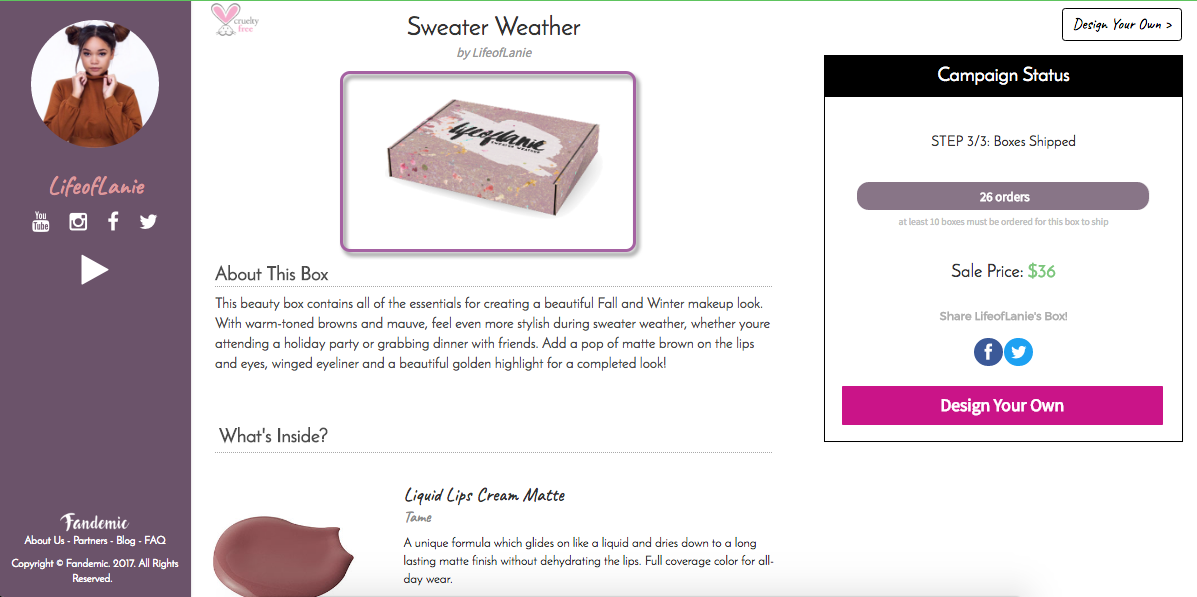 LifeofLanie
You
Tube
Fandemic
About Us - Partners - Blog - FAQ
Copyright © Fandemic. 2017. All Rights
Reserved.
cruelty
free
Sweater Weather
by LifeofLanie
lifeoflanie
SWEATER WEATHER
About This Box
This beauty box contains all of the essentials for creating a beautiful Fall and Winter makeup look.
With warm-toned browns and mauve, feel even more stylish during sweater weather, whether youre
attending a holiday party or grabbing dinner with friends. Add a pop of matte brown on the lips
and eyes, winged eyeliner and a beautiful golden highlight for a completed look!
What's Inside?
Liquid Lips Cream Matte
Tame
A unique formula which glides on like a liquid and dries down to a long
lasting matte finish without dehydrating the lips. Full coverage color for all-
day wear.
Design Your Own >
Campaign Status
STEP 3/3: Boxes Shipped
26 orders
at least 10 boxes must be ordered for this box to ship
Sale Price: $36
Share LifeofLanie's Box!
Design Your Own